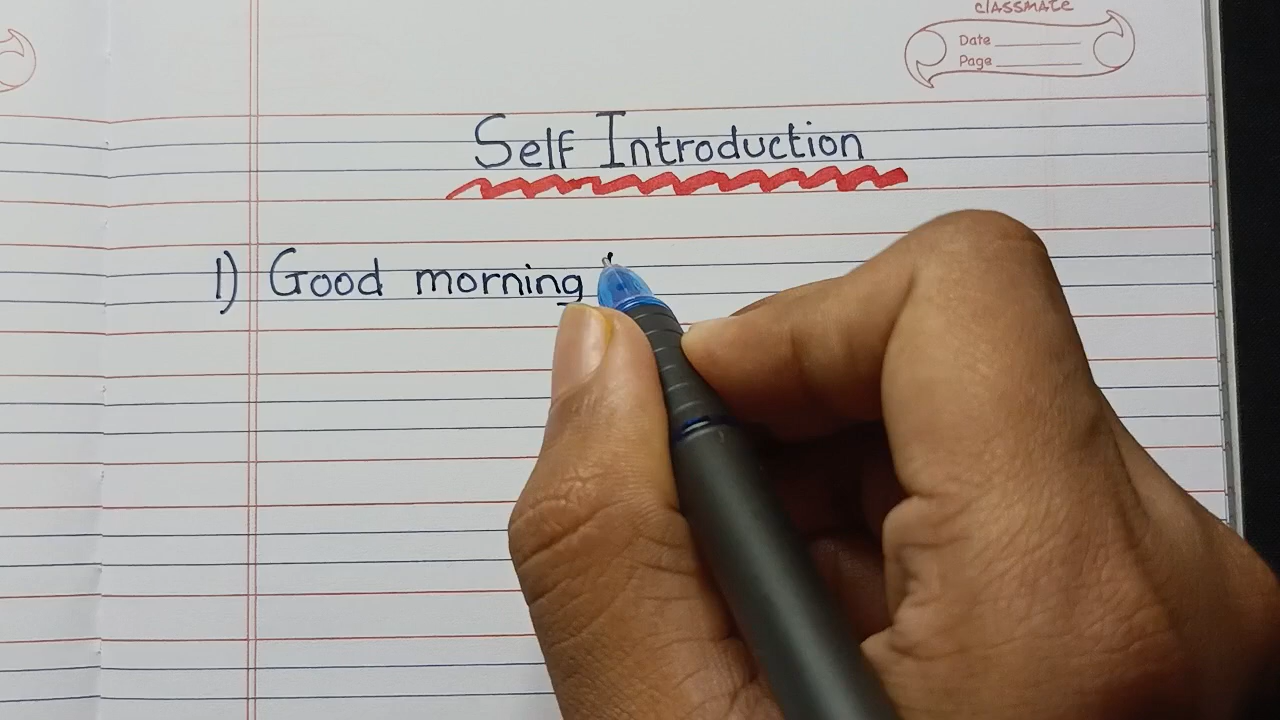 classmate
Date
Page
Self Introduction
1) Good morning